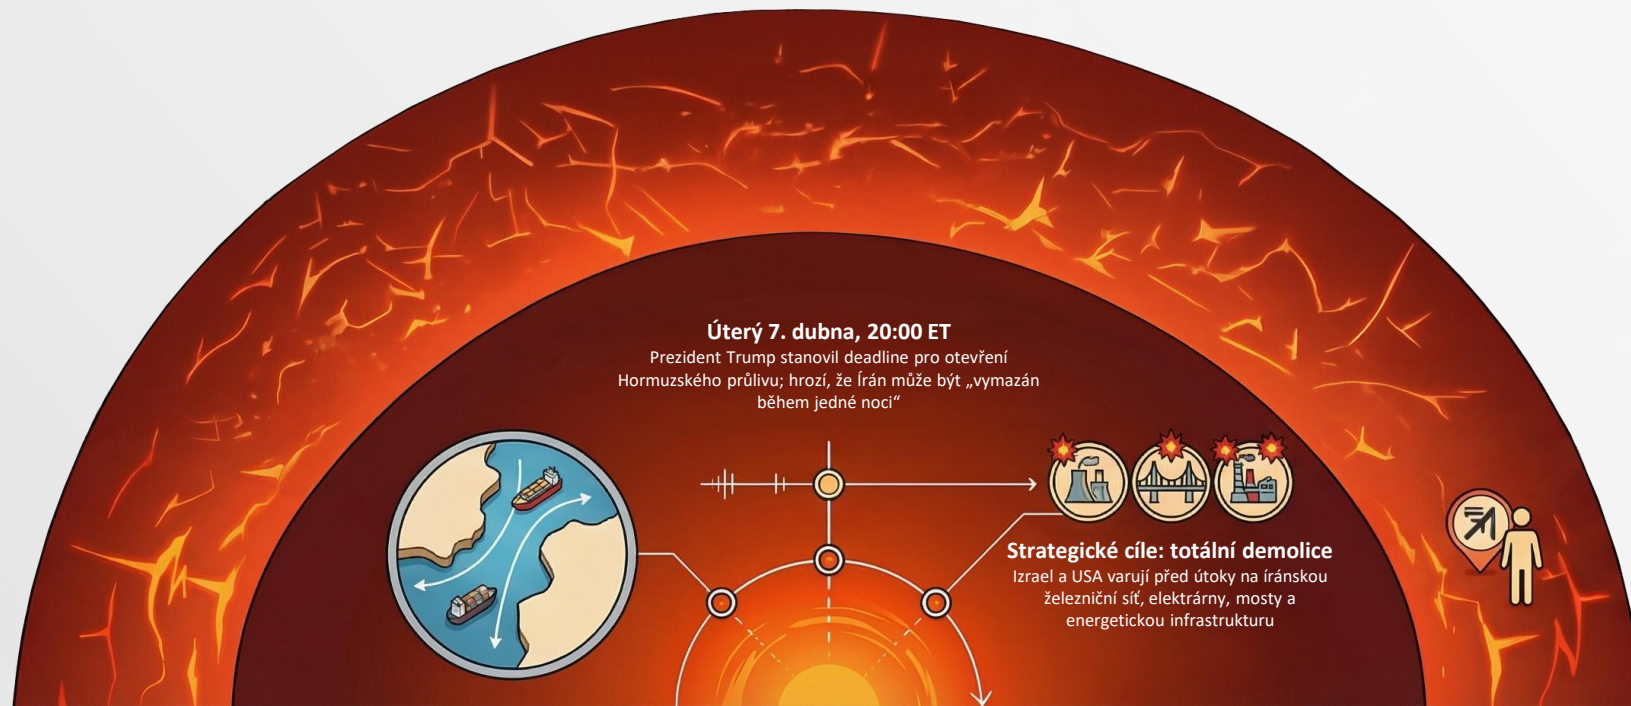 Úterý 7. dubna, 20:00 ET
Prezident Trump stanovil deadline pro otevření
Hormuzského průlivu; hrozí, že Írán může být „vymazán
během jedné noci“
Strategické cíle: totální demolice
Izrael a USA varují před útoky na íránskou
železniční síť, elektrárny, mosty a
energetickou infrastrukturu